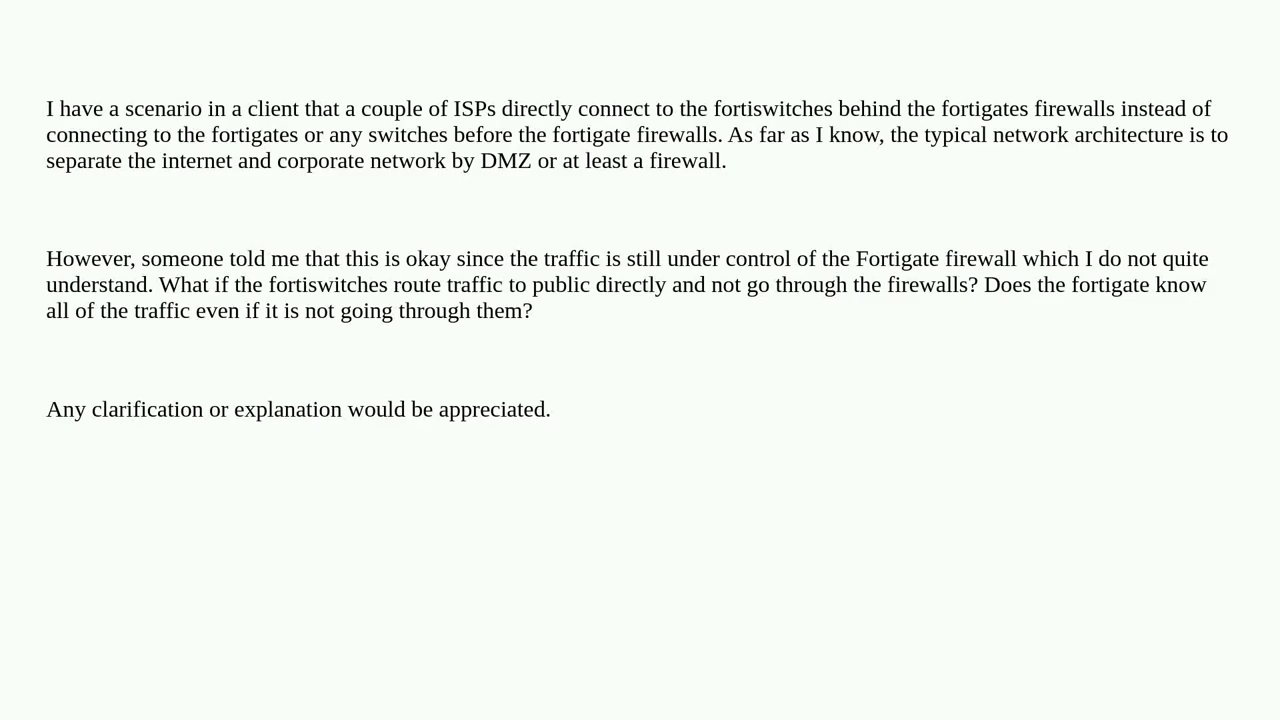 I have a scenario in a client that a couple of ISPs directly connect to the fortiswitches behind the fortigates firewalls instead of
connecting to the fortigates or any switches before the fortigate firewalls. As far as I know, the typical network architecture is to
separate the internet and corporate network by DMZ or at least a firewall.
However, someone told me that this is okay since the traffic is still under control of the Fortigate firewall which I do not quite
understand. What if the fortiswitches route traffic to public directly and not go through the firewalls? Does the fortigate know
all of the traffic even if it is not going through them?
Any clarification or explanation would be appreciated.